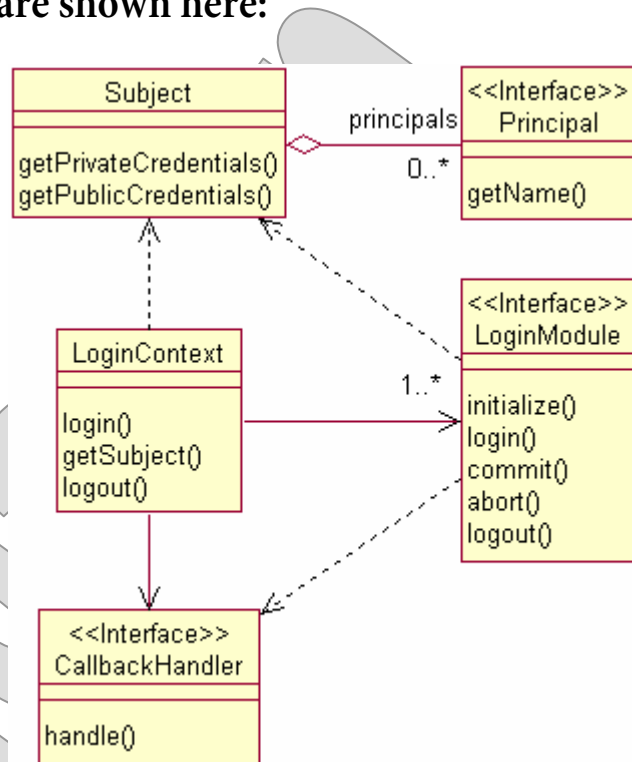 are shown here:
Subject
getPrivateCredentials()
getPublicCredentials()
principals
0..*
<<Interface>>
Principal
getName()
LoginContext
login()
getSubject()
logout()
1..*
<<Interface>>
LoginModule
initialize()
login()
commit()
abort()
logout()
<<Interface>>
CallbackHandler
handle()